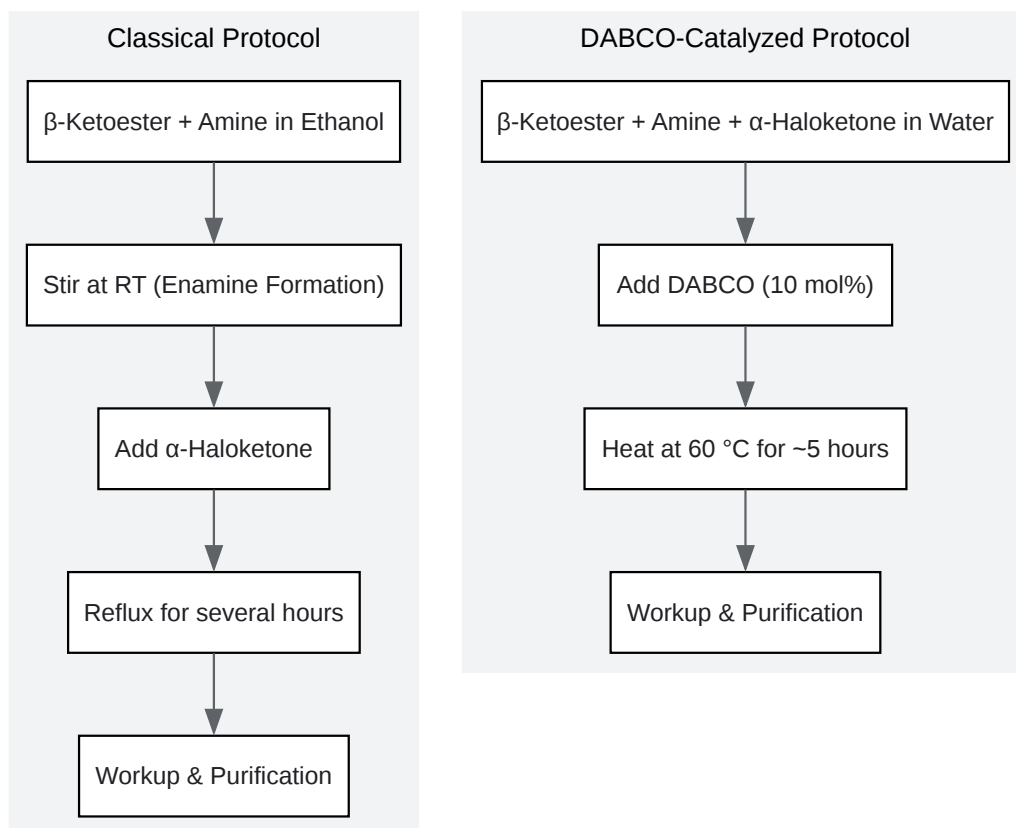 Classical Protocol
β-Ketoester + Amine in Ethanol
Stir at RT (Enamine Formation)
Add α-Haloketone
Reflux for several hours
Workup & Purification
DABCO-Catalyzed Protocol
β-Ketoester + Amine + α-Haloketone in Water
Add DABCO (10 mol%)
Heat at 60 °C for ~5 hours
Workup & Purification